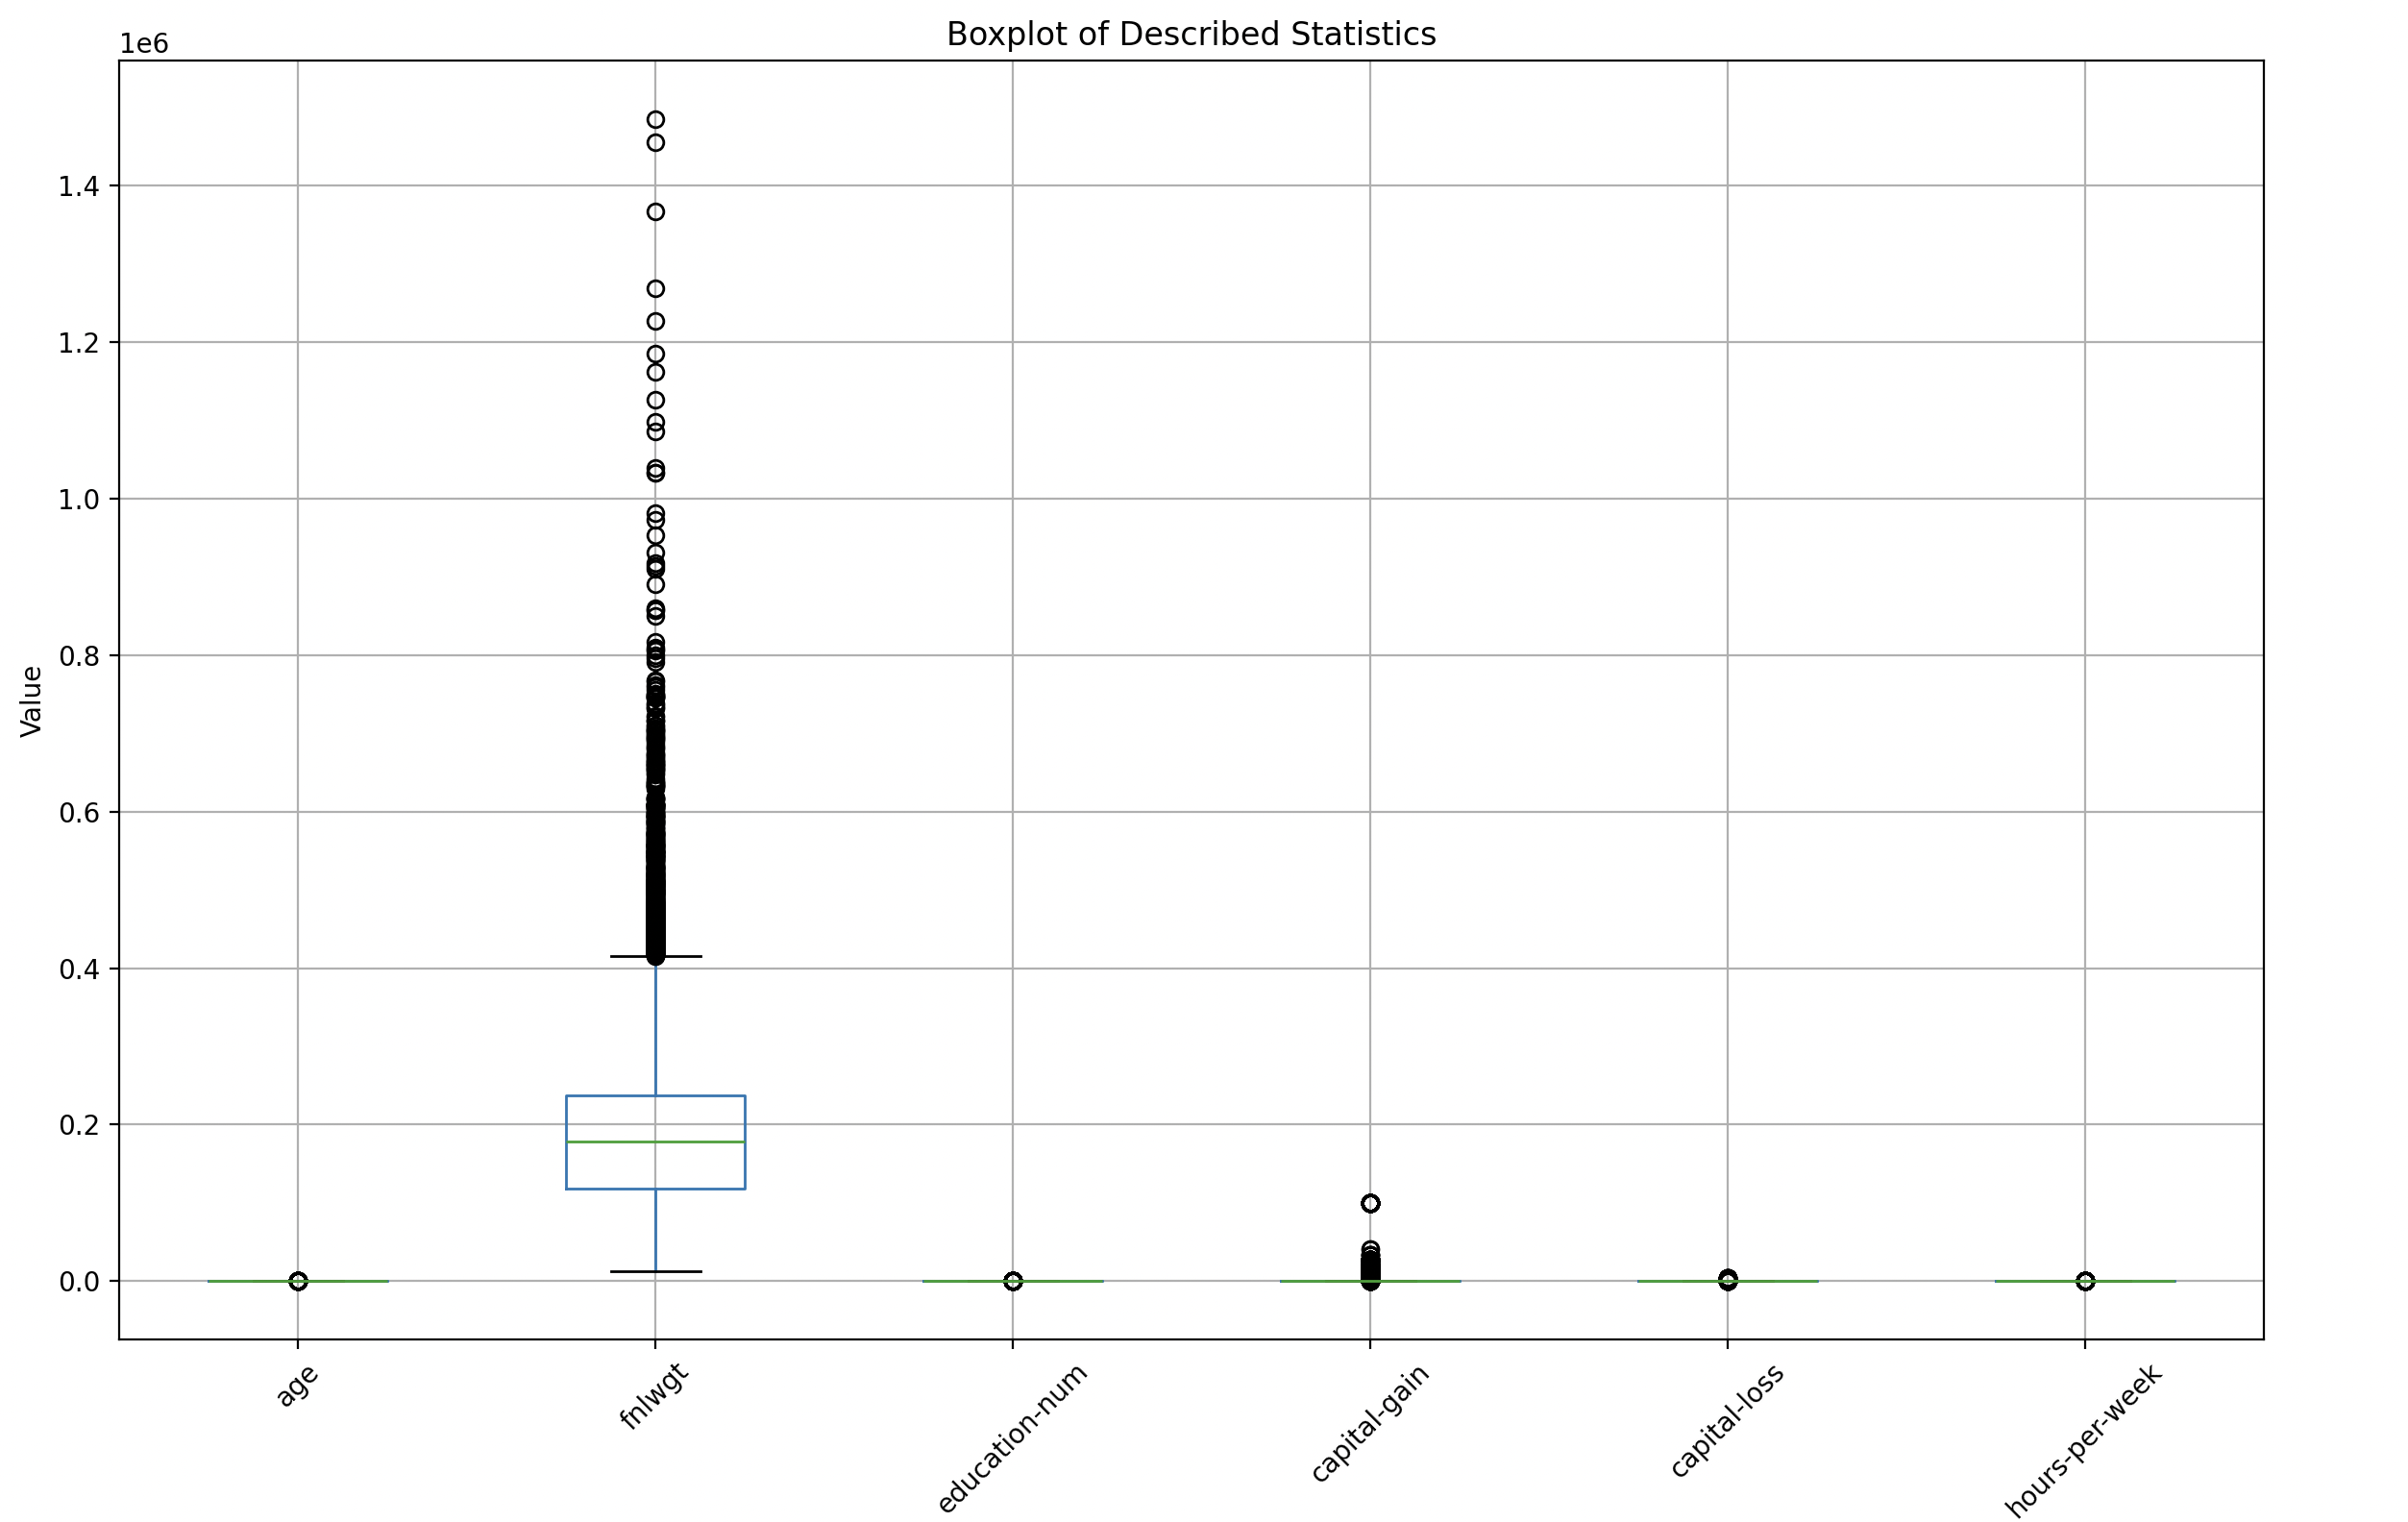 Boxplot of Described Statistics
1e6
1.4
1.2
1.0
0.8
0.6
0.4
0.2
0.0
Value
age
fnlwgt
education-num
capital-gain
capital-loss
hours-per-week